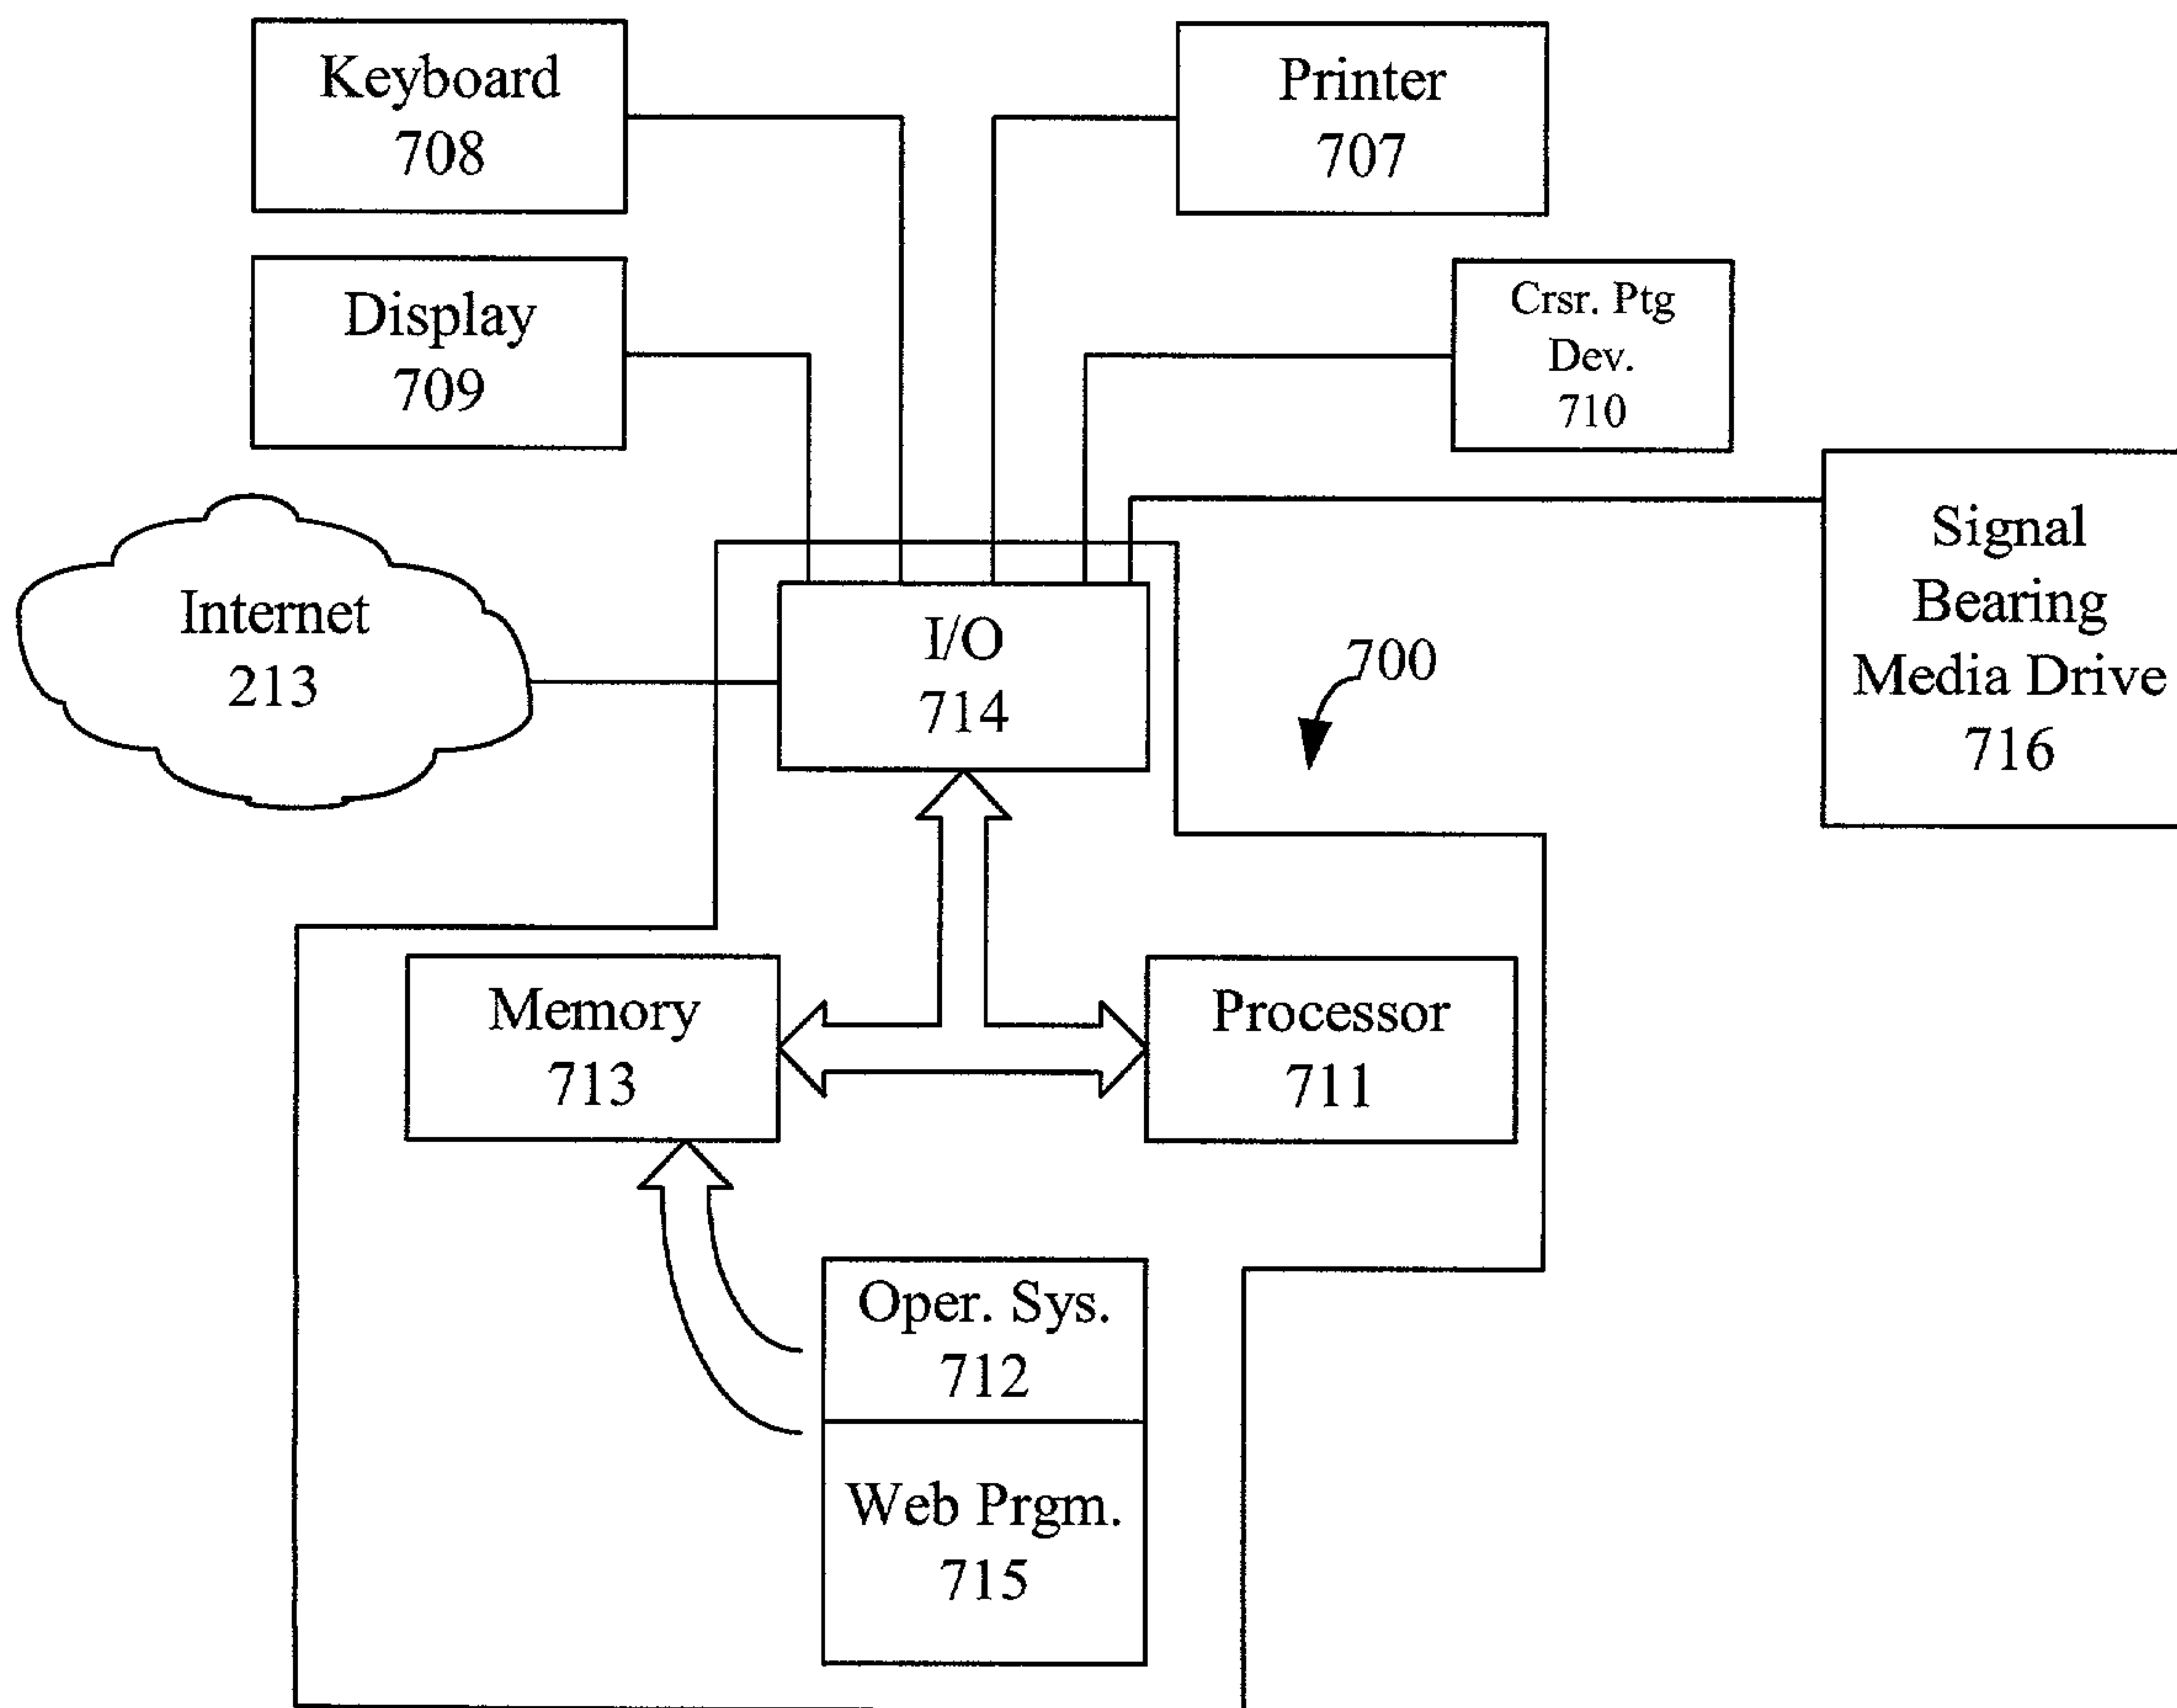 Keyboard
708
Printer
707
Display
709
Crsr. Ptg
Dev.
710
Signal
Bearing
Media Drive
716
Internet
213
I/O
714
700
Memory
713
Processor
711
Oper. Sys.
712
Web Prgm.
715